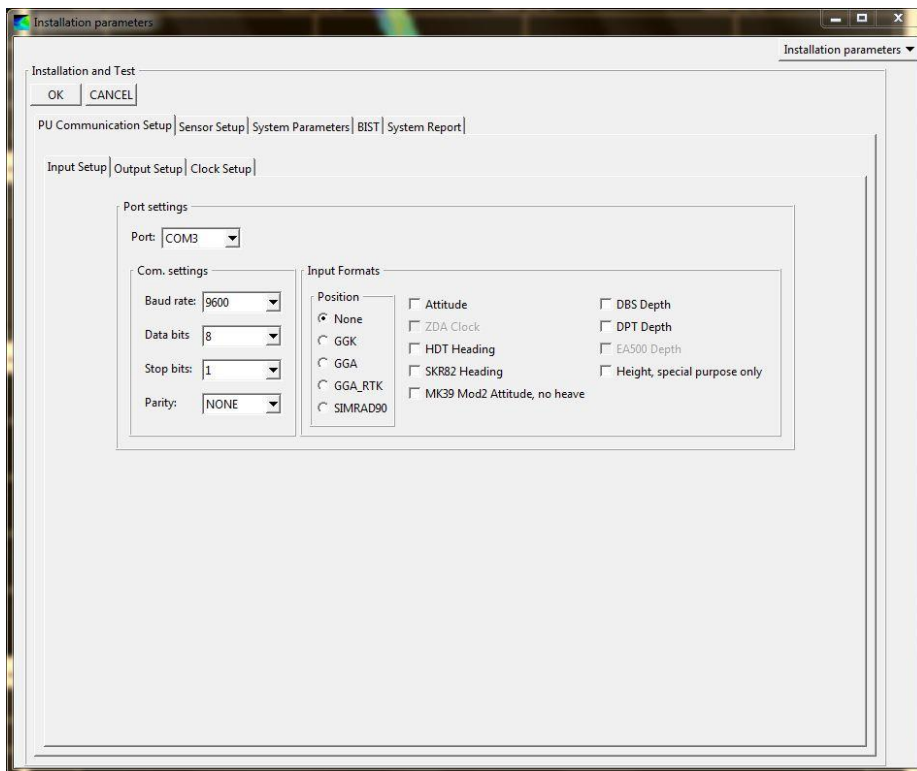 Installation parameters
Installation parameters
Installation and Test
OK CANCEL
PU Communication Setup Sensor Setup System Parameters BIST System Report
Input Setup Output Setup Clock Setup
Port settings
Port: COM3
Com. settings
Baud rate: 9600
Data bits 8
Stop bits: 1
Parity: NONE
Input Formats
Position
None
GGK
GGA
GGA_RTK
SIMRAD90
Attitude
ZDA Clock
HDT Heading
SKR82 Heading
MK39 Mod2 Attitude, no heave
DBS Depth
DPT Depth
EA500 Depth
Height, special purpose only